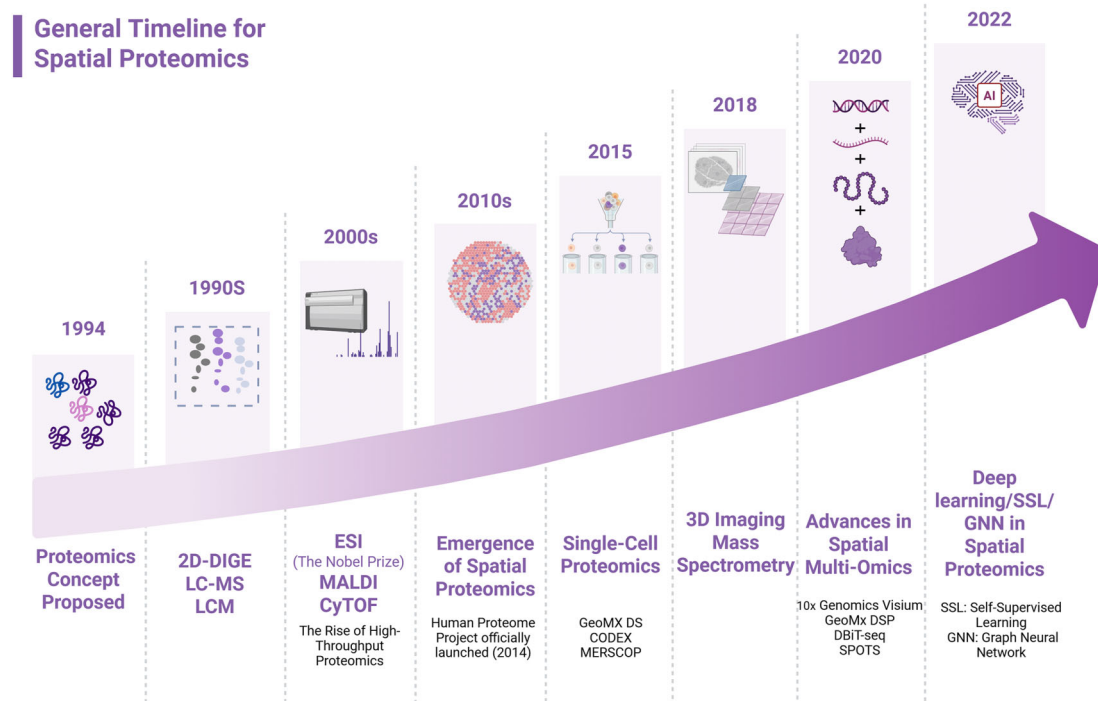 General Timeline for
Spatial Proteomics
1994
1990S
2000s
2010s
2015
2018
2020
2022
+
+
+
AI
Proteomics
Concept
Proposed
2D-DIGE
LC-MS
LCM
ESI
(The Nobel Prize)
MALDI
CyTOF
The Rise of High-
Throughput
Proteomics
Emergence
of Spatial
Proteomics
Human Proteome
Project officially
launched (2014)
Single-Cell
Proteomics
GeoMX DS
CODEX
MERSCOP
3D Imaging
Mass
Spectrometry
Advances in
Spatial
Multi-Omics
10x Genomics Visium
GeoMx DSP
DBiT-seq
SPOTS
Deep
learning/SSL/
GNN in
Spatial
Proteomics
SSL: Self-Supervised
Learning
GNN: Graph Neural
Network